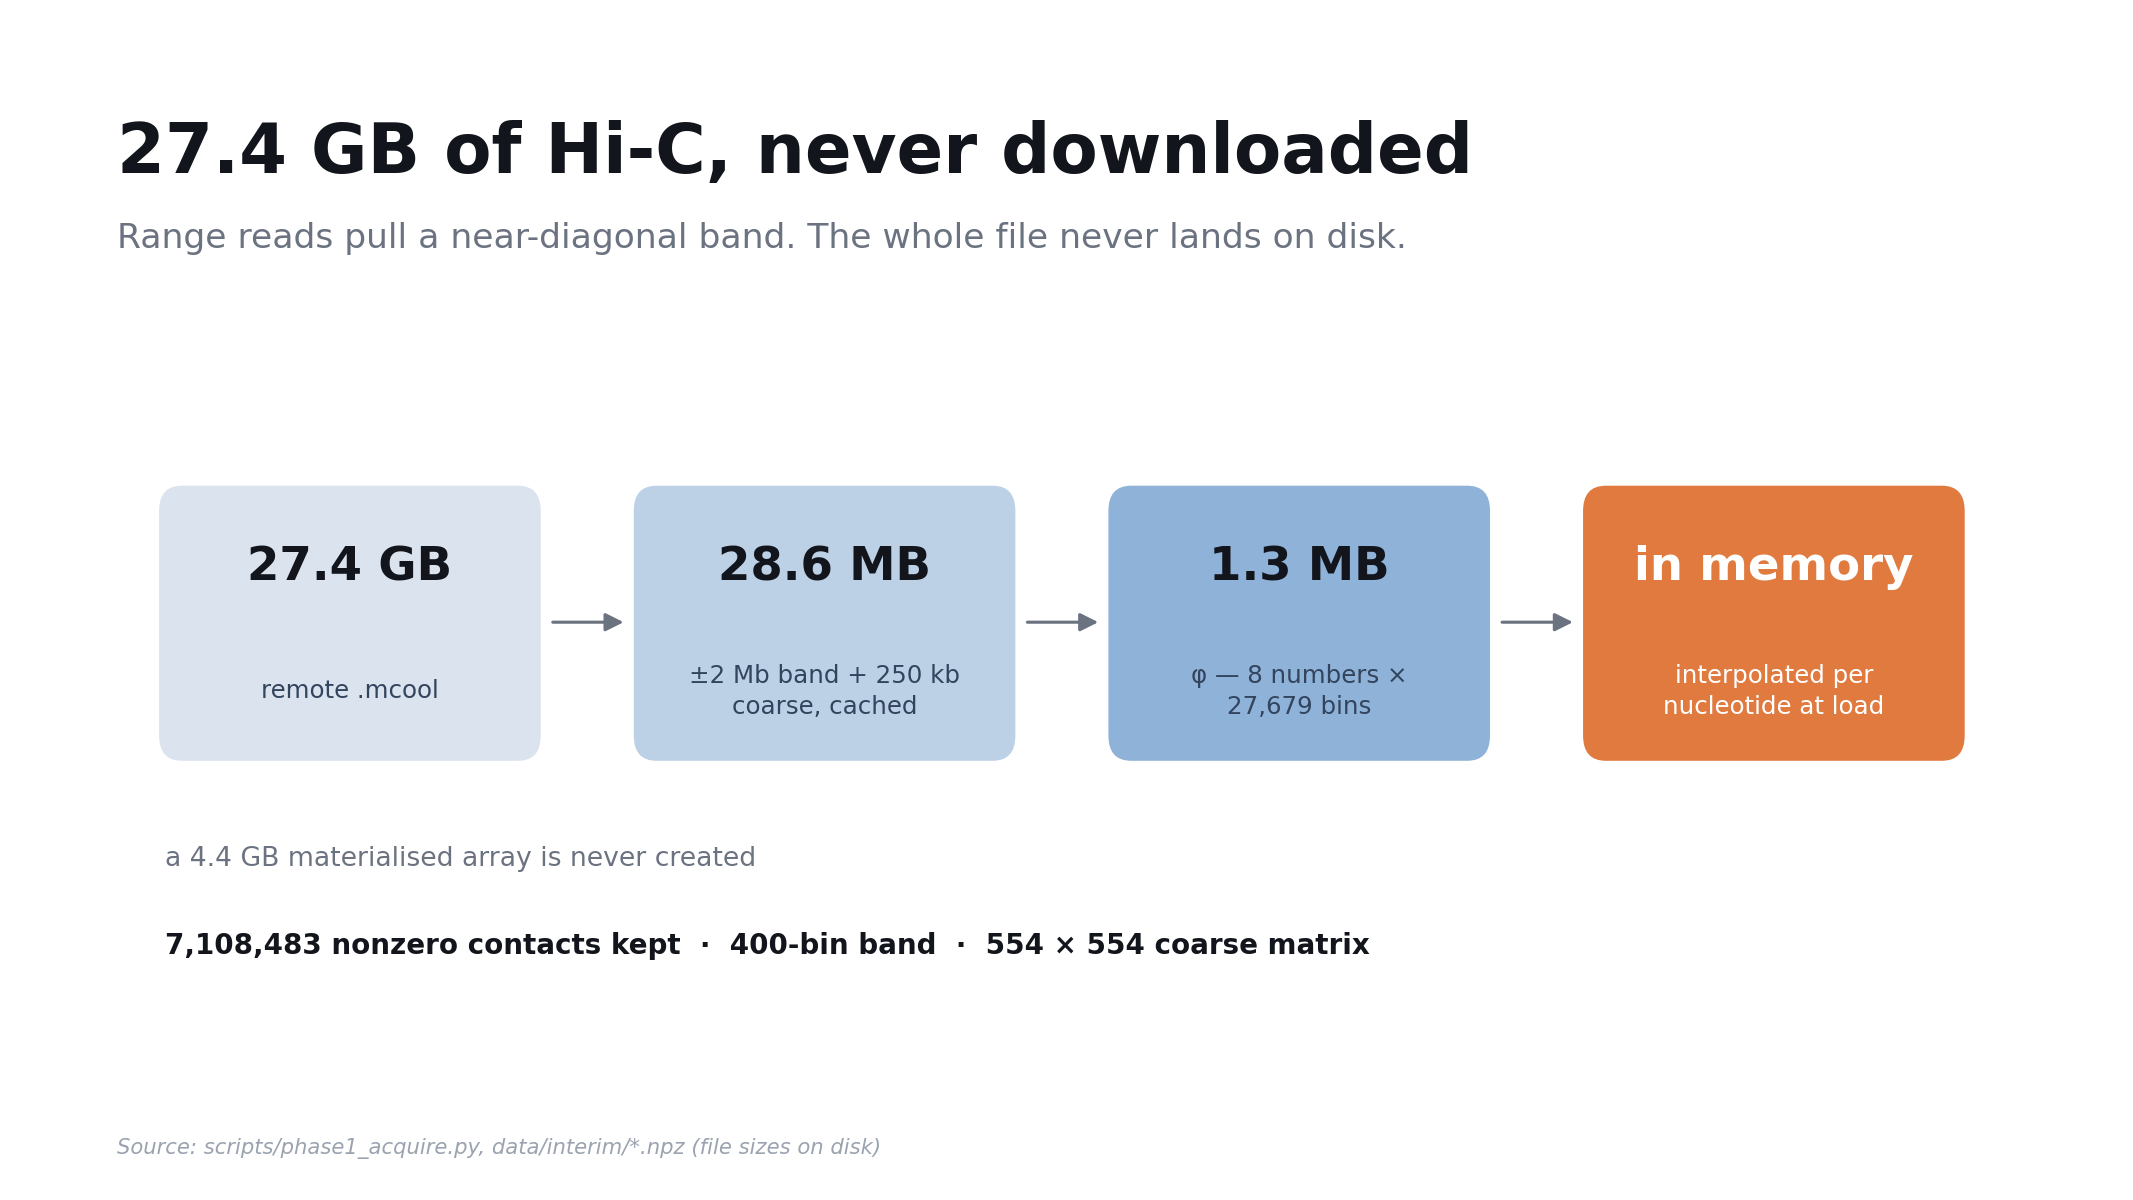 27.4 GB of Hi-C, never downloaded
Range reads pull a near-diagonal band. The whole file never lands on disk.
27.4 GB
remote .mcool
28.6 MB
±2 Mb band + 250 kb
coarse, cached
1.3 MB
φ — 8 numbers ×
27,679 bins
in memory
interpolated per
nucleotide at load
a 4.4 GB materialised array is never created
7,108,483 nonzero contacts kept · 400-bin band · 554 × 554 coarse matrix
Source: scripts/phase1_acquire.py, data/interim/*.npz (file sizes on disk)